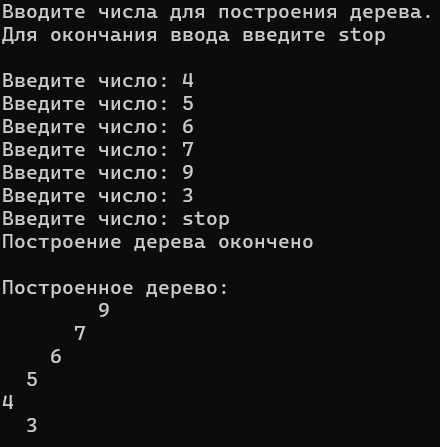 Вводите числа для построения дерева.
Для окончания ввода введите stop
Введите число: 4
Введите число: 5
Введите число: 6
Введите число: 7
Введите число: 9
Введите число: 3
Введите число: stop
Построение дерева окончено
Построенное дерево:
9
7
6
5
4
3